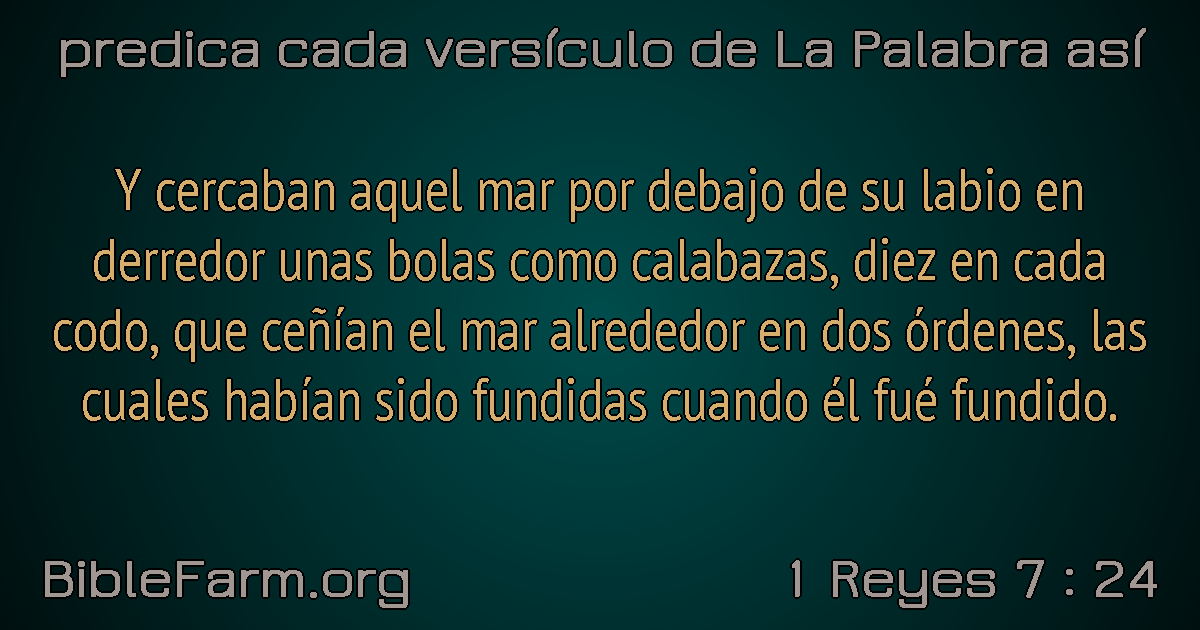 predica cada versículo de La Palabra así
Y cercaban aquel mar por debajo de su labio en
derredor unas bolas como calabazas, diez en cada
codo, que ceñían el mar alrededor en dos órdenes, las
cuales habían sido fundidas cuando él fué fundido.
BibleFarm.org
1 Reyes 7 : 24